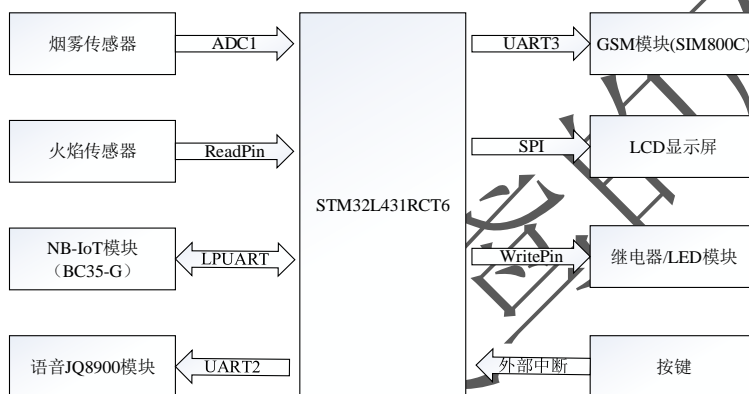 烟雾传感器
ADC1
火焰传感器
ReadPin
NB-IoT模块
（BC35-G）
LPUART
语音JQ8900模块
UART2
STM32L431RCT6
UART3
GSM模块(SIM800C)
SPI
LCD显示屏
WritePin
继电器/LED模块
外部中断
按键